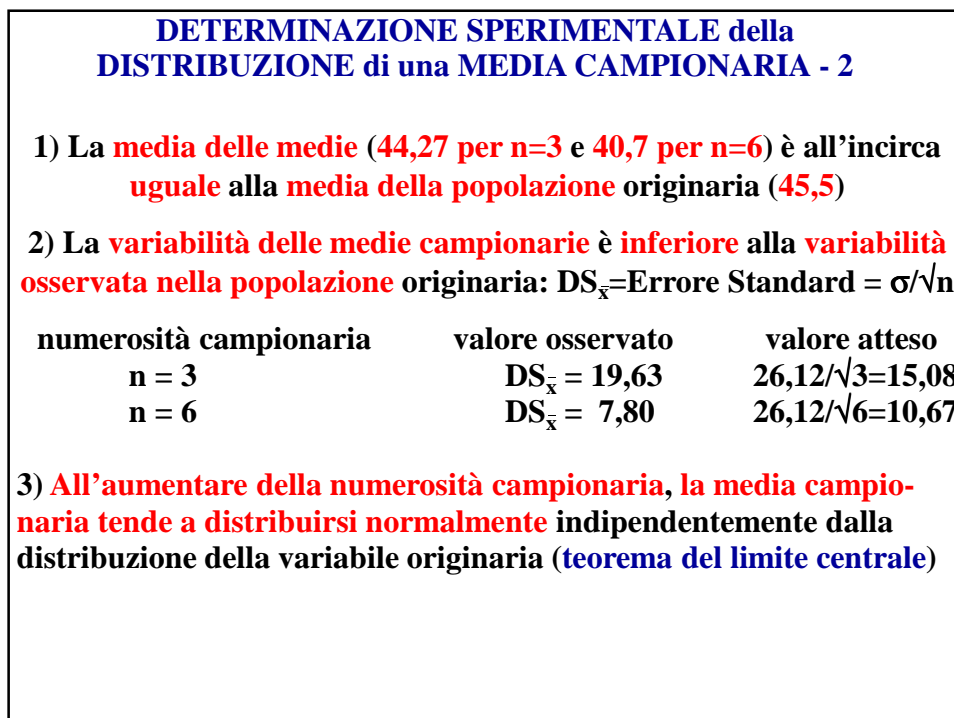 DETERMINAZIONE SPERIMENTALE della
DISTRIBUZIONE di una MEDIA CAMPIONARIA - 2
1) La media delle medie (44,27 per n=3 e 40,7 per n=6) è all’incirca
uguale alla media della popolazione originaria (45,5)
2) La variabilità delle medie campionarie è inferiore alla variabilità
osservata nella popolazione originaria: DSx̄=Errore Standard = σ/√n
numerosità campionaria valore osservato valore atteso
n = 3 DSx̄ = 19,63 26,12/√3=15,08
n = 6 DSx̄ = 7,80 26,12/√6=10,67
3) All’aumentare della numerosità campionaria, la media campio-
naria tende a distribuirsi normalmente indipendentemente dalla
distribuzione della variabile originaria (teorema del limite centrale)